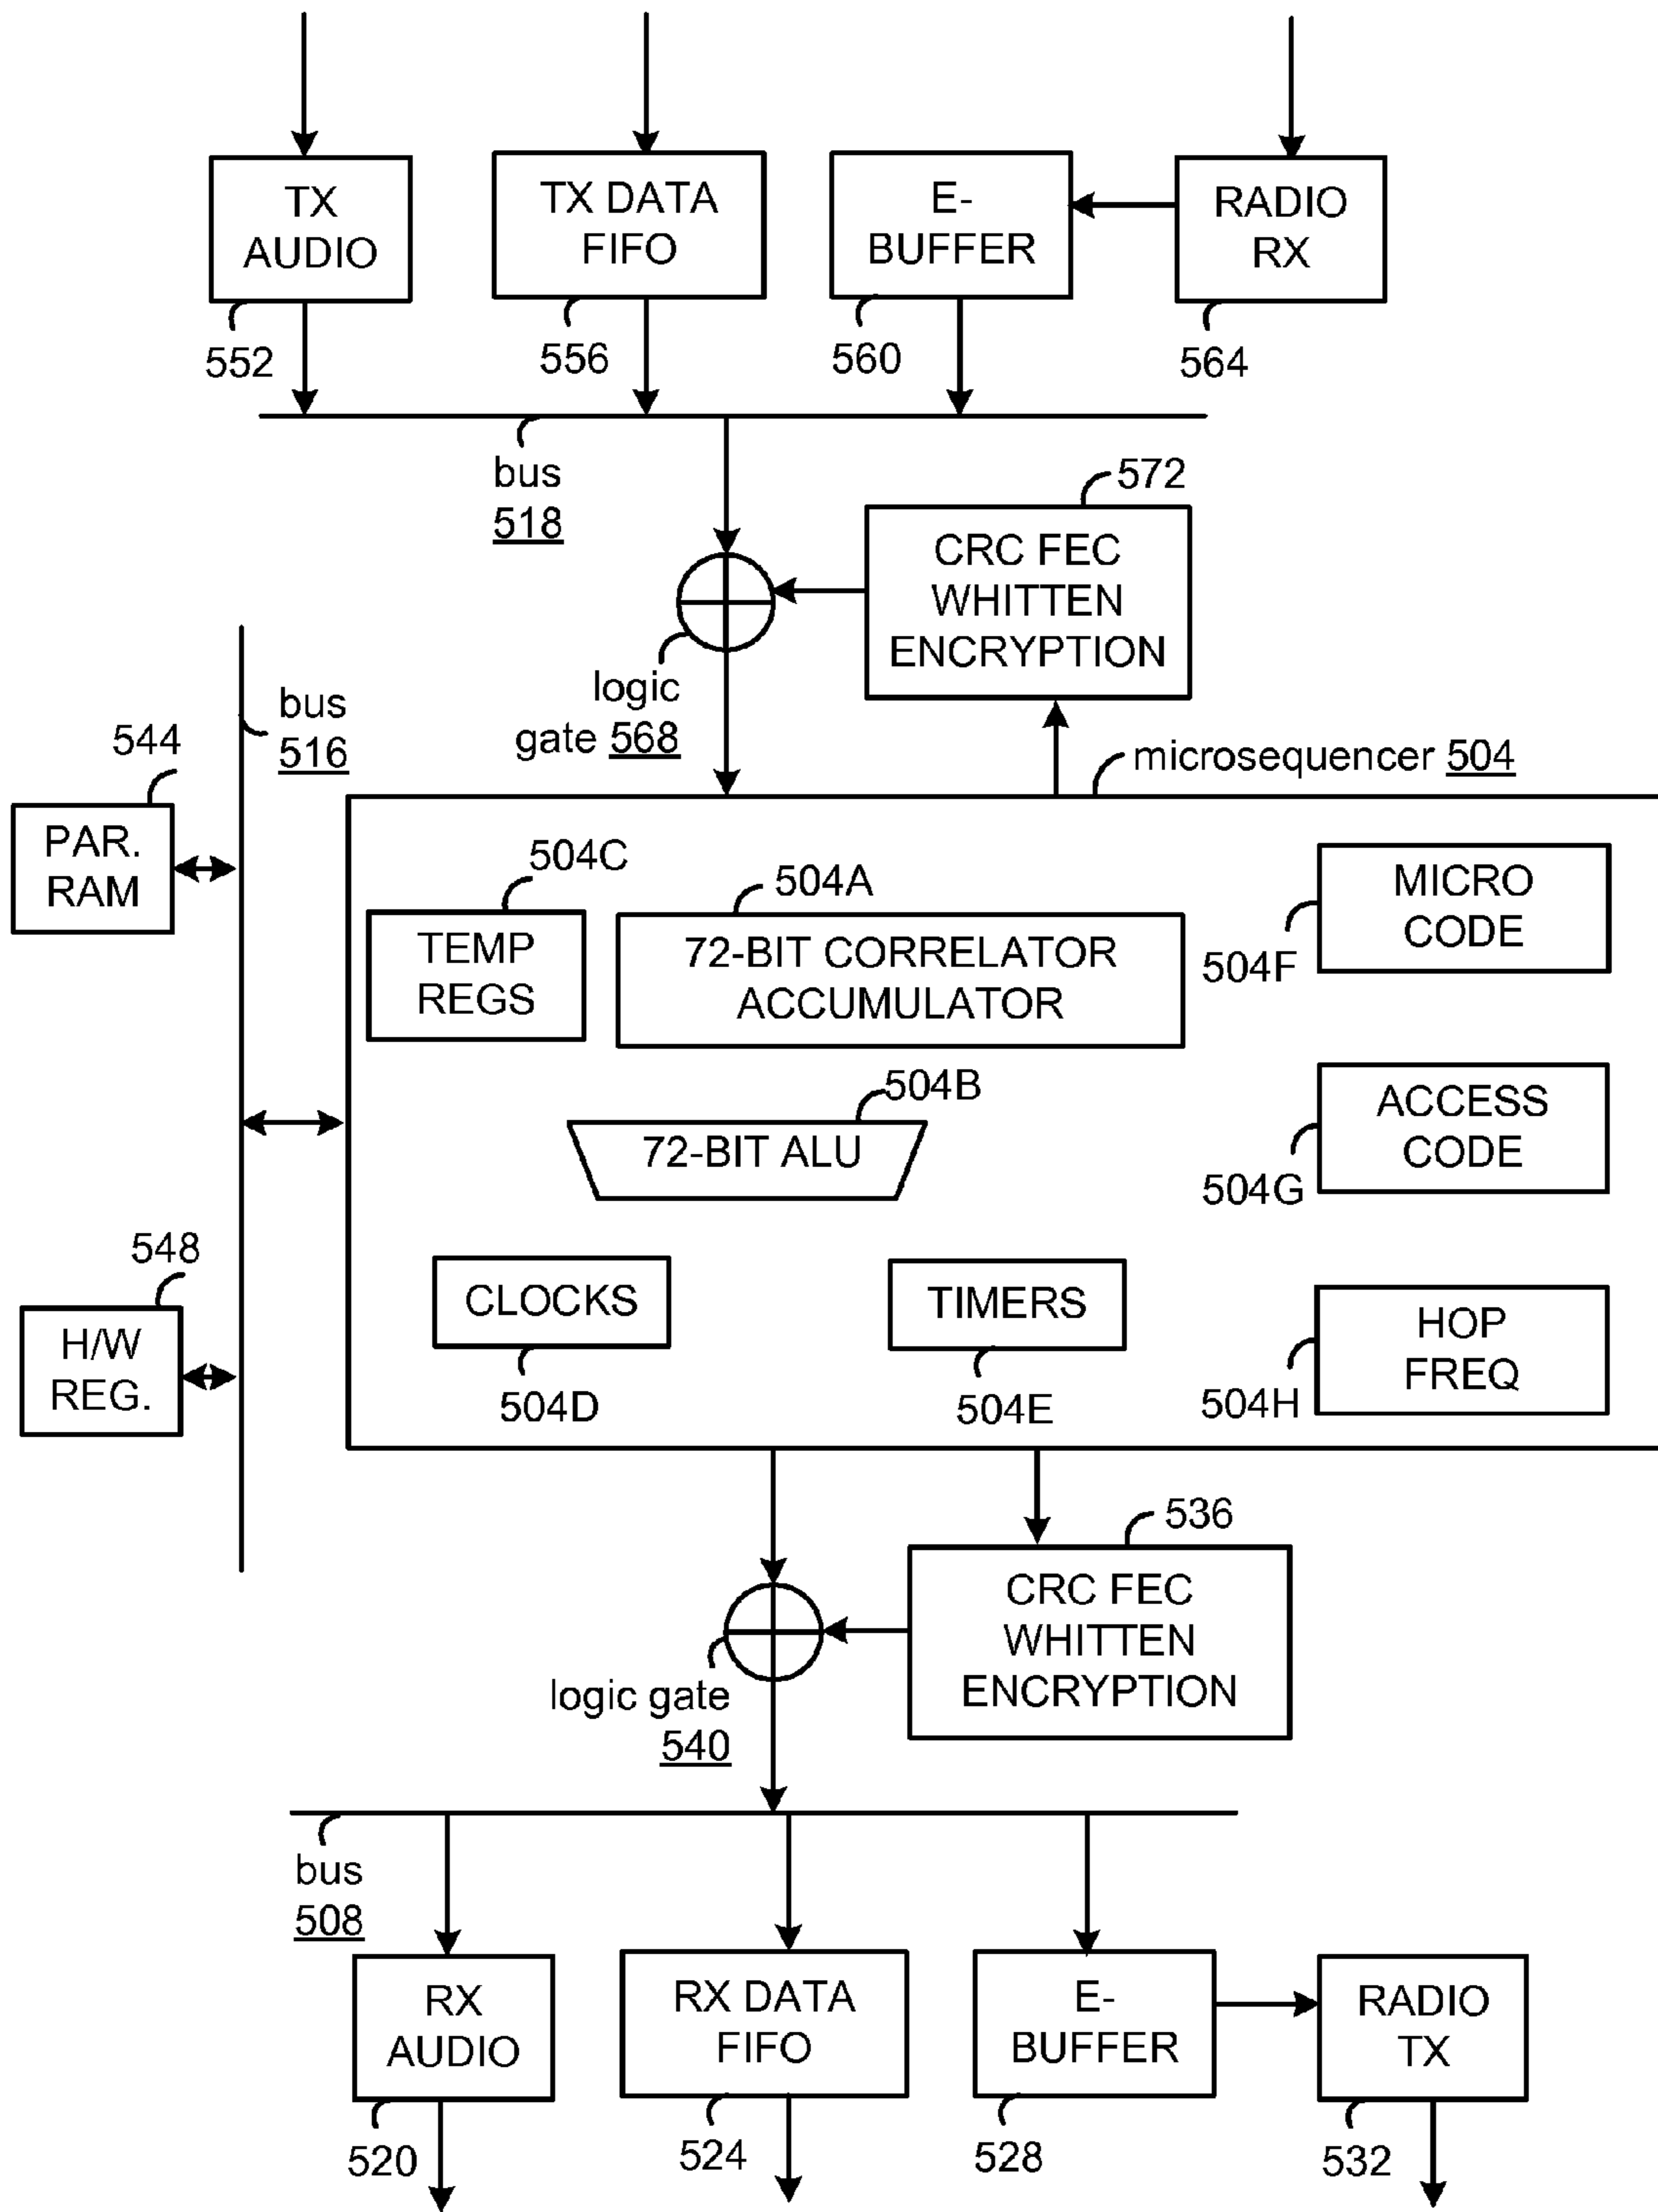 TX
AUDIO
TX DATA
FIFO
E-
BUFFER
RADIO
RX
552
556
560
564
bus
518
572
CRC FEC
WHITTEN
ENCRYPTION
logic
gate 568
bus
516
544
PAR.
RAM
microsequencer 504
504C
TEMP
REGS
504A
72-BIT CORRELATOR
ACCUMULATOR
MICRO
CODE
504F
504B
72-BIT ALU
ACCESS
CODE
504G
548
H/W
REG.
CLOCKS
504D
TIMERS
504E
HOP
FREQ
504H
536
CRC FEC
WHITTEN
ENCRYPTION
logic gate
540
bus
508
RX
AUDIO
RX DATA
FIFO
E-
BUFFER
RADIO
TX
520
524
528
532